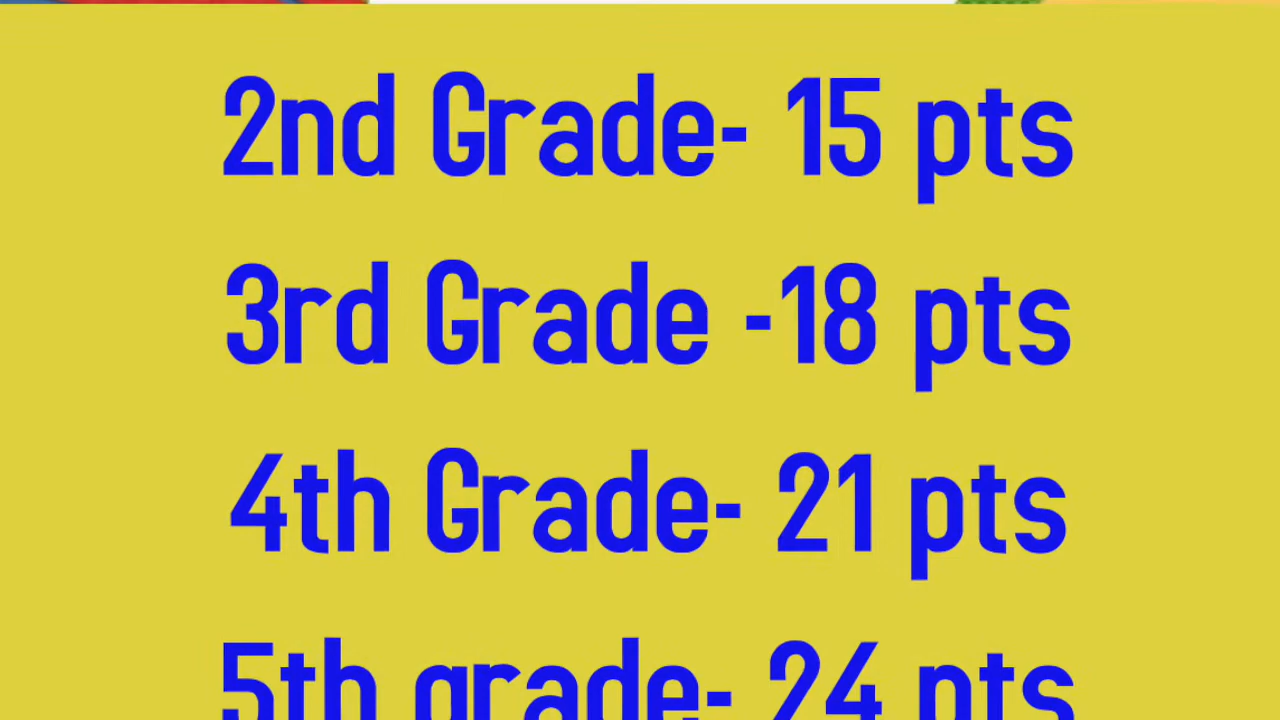 2nd Grade- 15 pts
3rd Grade -18 pts
4th Grade- 21 pts
5th grade- 24 pts